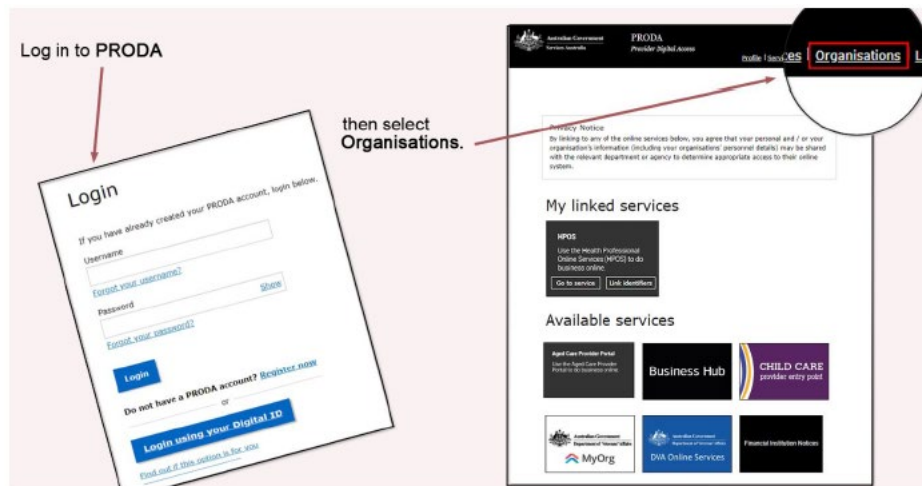 Log in to PRODA
then select
Organisations.
Login
If you have already created your PRODA account, login below.
Username
Forgot your username?
Password
Show
Forgot your password?
Login
Do not have a PRODA account? Register now
or
Login using your Digital ID
Find out if this option is for you
Australian Government
Services Australia
PRODA
Provider Digital Access
Profile | Serv
ces | Organisations | L
Privacy Notice
By linking to any of the online services below, you agree that your personal and / or your
organisation's information (including your organisations' personnel details) may be shared
with the relevant department or agency to determine appropriate access to their online
system.
My linked services
HPOS
Use the Health Professional
Online Services (HPOS) to do
business online.
Go to service
Link identifiers
Available services
Aged Care Provider Portal
Use the Aged Care Provider
Portal to do business online.
Business Hub
CHILD CARE
provider entry point
Australian Government
Department of Veterans' Affairs
MyOrg
Australian Government
Department of Veterans' Affairs
DVA Online Services
Financial Institution Notices